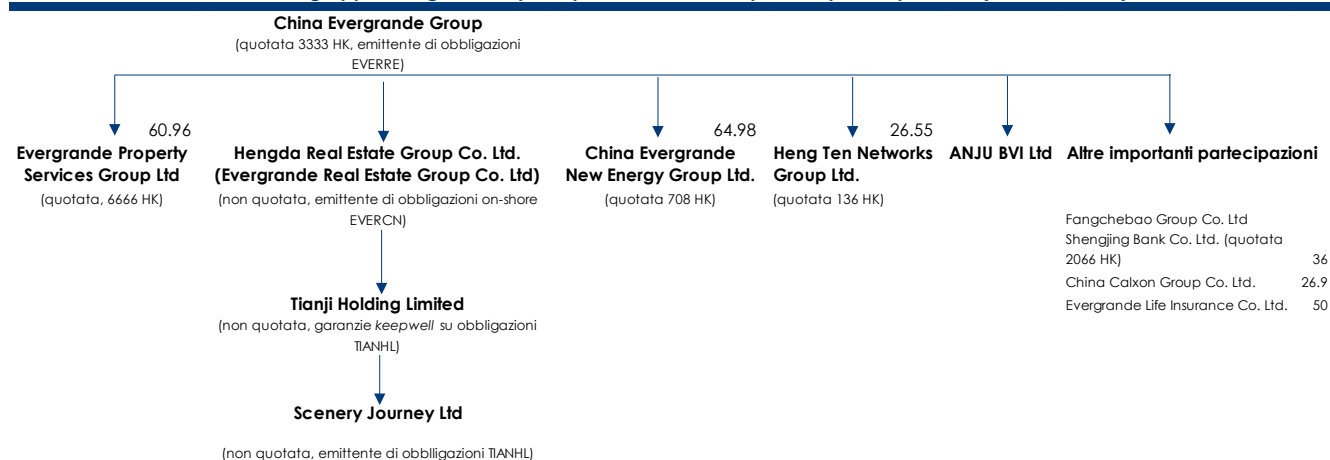 China Evergrande Group
(quotata 3333 HK, emittente di obbligazioni
EVERRE)
60.96
64.98
26.55
Evergrande Property
Services Group Ltd
(quotata, 6666 HK)
Hengda Real Estate Group Co. Ltd.
(Evergrande Real Estate Group Co. Ltd)
(non quotata, emittente di obbligazioni on-shore
EVERCN)
China Evergrande
New Energy Group Ltd.
(quotata 708 HK)
Heng Ten Networks
Group Ltd.
(quotata 136 HK)
ANJU BVI Ltd
Altre importanti partecipazioni
Fangchebao Group Co. Ltd
Shengjing Bank Co. Ltd. (quotata
2066 HK) 36
China Calxon Group Co. Ltd. 26.9
Evergrande Life Insurance Co. Ltd. 50
Tianji Holding Limited
(non quotata, garanzie keepwell su obbligazioni
TIANHL)
Scenery Journey Ltd
(non quotata, emittente di obblligazioni TIANHL)